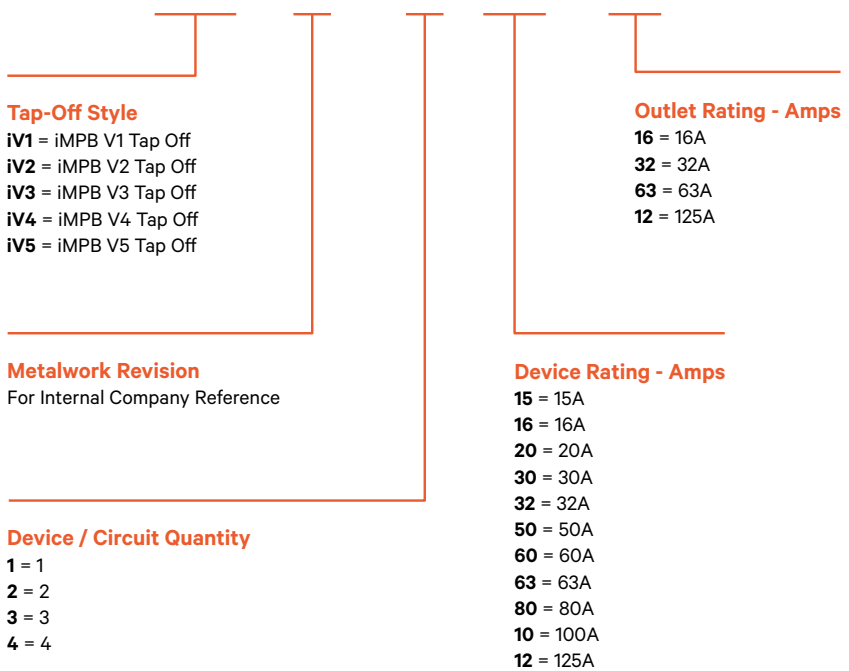 Tap-Off Style
iV1 = iMPB V1 Tap Off
iV2 = iMPB V2 Tap Off
iV3 = iMPB V3 Tap Off
iV4 = iMPB V4 Tap Off
iV5 = iMPB V5 Tap Off
Outlet Rating - Amps
16 = 16A
32 = 32A
63 = 63A
12 = 125A
Metalwork Revision
For Internal Company Reference
Device Rating - Amps
15 = 15A
16 = 16A
20 = 20A
30 = 30A
32 = 32A
50 = 50A
60 = 60A
63 = 63A
80 = 80A
10 = 100A
12 = 125A
Device / Circuit Quantity
1 = 1
2 = 2
3 = 3
4 = 4